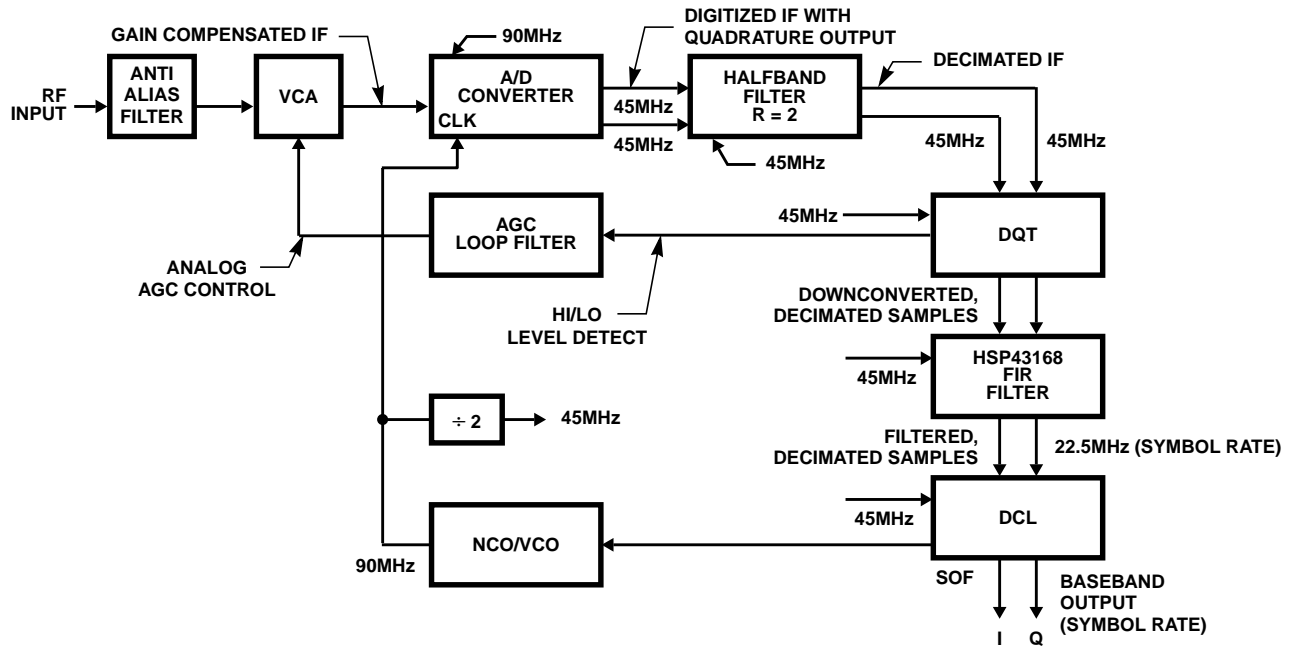 GAIN COMPENSATED IF
90MHz
DIGITIZED IF WITH
QUADRATURE OUTPUT
DECIMATED IF
RF
INPUT
ANTI
ALIAS
FILTER
VCA
A/D
CONVERTER
CLK
45MHz
45MHz
HALFBAND
FILTER
R = 2
45MHz
45MHz
45MHz
ANALOG
AGC CONTROL
AGC
LOOP FILTER
HI/LO
LEVEL DETECT
45MHz
DQT
DOWNCONVERTED,
DECIMATED SAMPLES
45MHz
HSP43168
FIR
FILTER
÷ 2
45MHz
FILTERED,
DECIMATED SAMPLES
22.5MHz (SYMBOL RATE)
90MHz
NCO/VCO
45MHz
DCL
SOF
BASEBAND
OUTPUT
(SYMBOL RATE)
I
Q